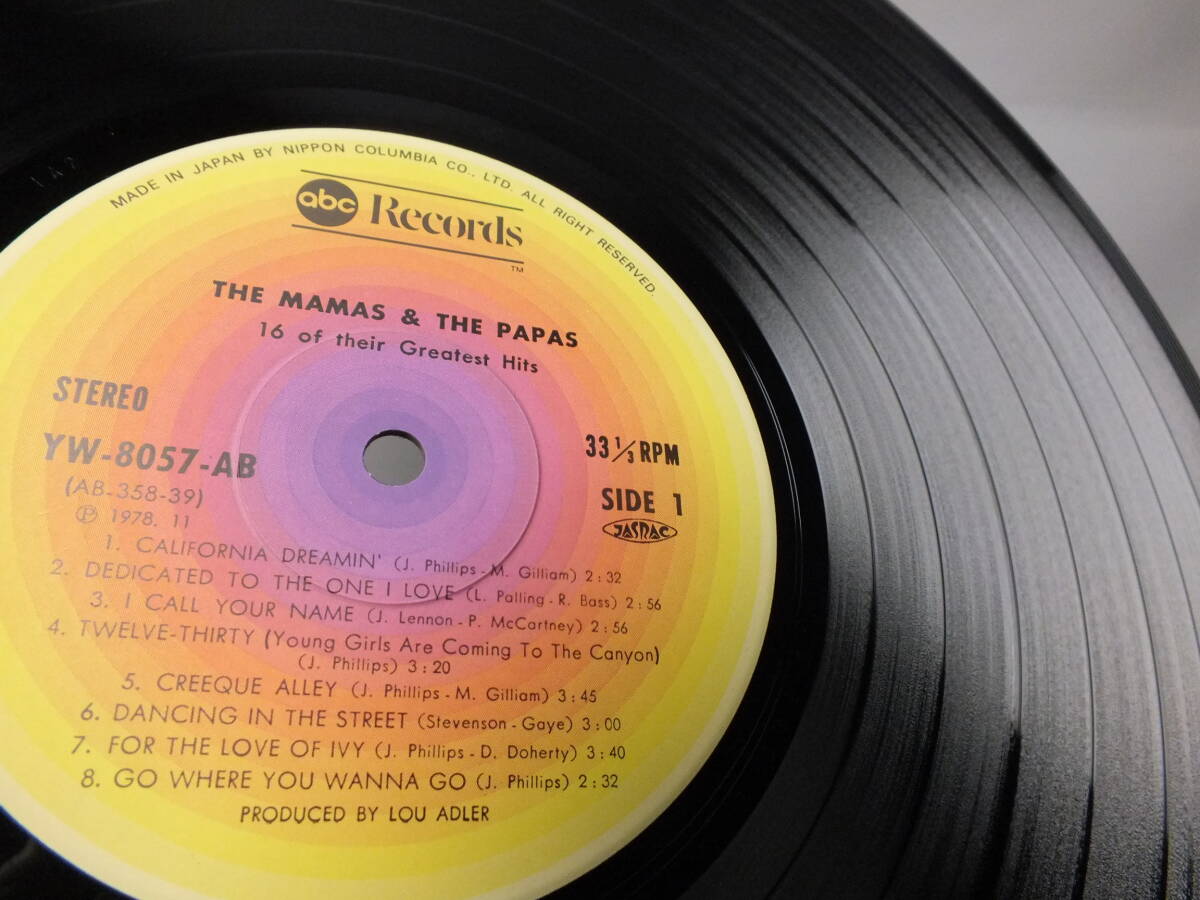 MADE IN JAPAN BY NIPPON COLUMBIA CO., LTD. ALL RIGHT RESERVED.
abc Records
TM
THE MAMAS & THE PAPAS
16 of their Greatest Hits
STEREO
YW-8057-AB
(AB-358-39)
Ⓟ 1978. 11
33 1/3 RPM
SIDE 1
JASRAC
1. CALIFORNIA DREAMIN' (J. Phillips - M. Gilliam) 2:32
2. DEDICATED TO THE ONE I LOVE (L. Palling - R. Bass) 2:56
3. I CALL YOUR NAME (J. Lennon - P. McCartney) 2:56
4. TWELVE-THIRTY (Young Girls Are Coming To The Canyon)
(J. Phillips) 3:20
5. CREEQUE ALLEY (J. Phillips - M. Gilliam) 3:45
6. DANCING IN THE STREET (Stevenson - Gaye) 3:00
7. FOR THE LOVE OF IVY (J. Phillips - D. Doherty) 3:40
8. GO WHERE YOU WANNA GO (J. Phillips) 2:32
PRODUCED BY LOU ADLER